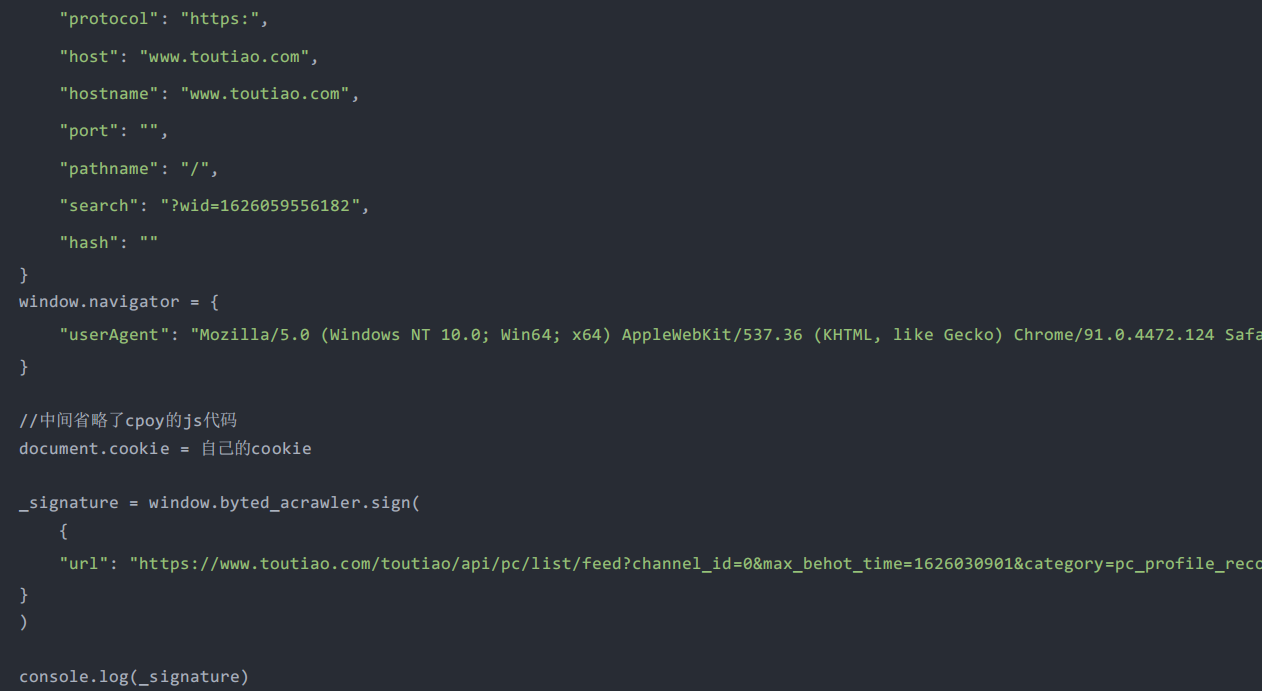 "protocol": "https:",
    "host": "www.toutiao.com",
    "hostname": "www.toutiao.com",
    "port": "",
    "pathname": "/",
    "search": "?wid=1626059556182",
    "hash": ""
}
window.navigator = {
    "userAgent": "Mozilla/5.0 (Windows NT 10.0; Win64; x64) AppleWebKit/537.36 (KHTML, like Gecko) Chrome/91.0.4472.124 Safa
}
//中间省略了cpoy的js代码
document.cookie = 自己的cookie
_signature = window.byted_acrawler.sign(
    {
    "url": "https://www.toutiao.com/toutiao/api/pc/list/feed?channel_id=0&max_behot_time=1626030901&category=pc_profile_reco
}
)
console.log(_signature)